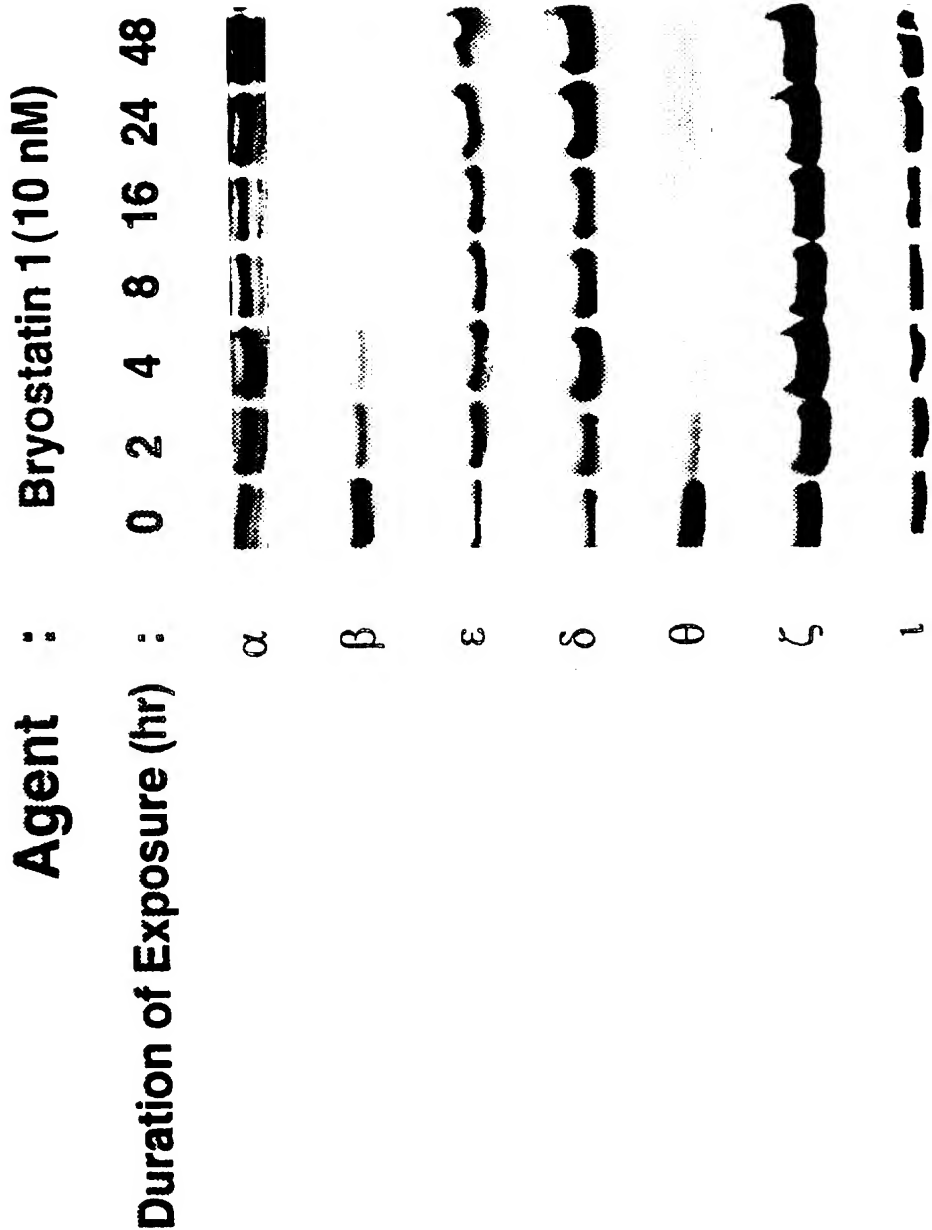 Agent : Bryostatin 1 (10 nM)
Duration of Exposure (hr) : 0 2 4 8 16 24 48
α
β
ε
δ
θ
ζ
ι